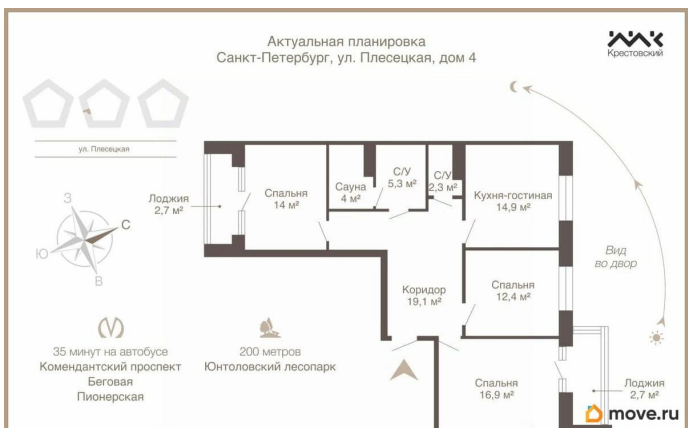 Актуальная планировка
Санкт-Петербург, ул. Плесецкая, дом 4
Крестовский
ул. Плесецкая
Лоджия
2,7 м²
Спальня
14 м²
Сауна
4 м²
С/У
5,3 м²
С/У
2,3 м²
Кухня-гостиная
14,9 м²
З
С
Ю
В
Вид
во двор
Коридор
19,1 м²
Спальня
12,4 м²
35 минут на автобусе
Комендантский проспект
Беговая
Пионерская
200 метров
Юнтоловский лесопарк
Спальня
16,9 м²
Лоджия
2,7 м²
move.ru